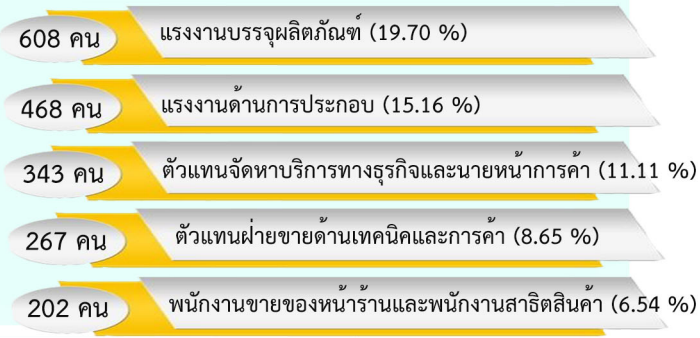 608 คน แรงงานบรรจุผลิตภัณฑ์ (19.70 %)
468 คน แรงงานด้านการประกอบ (15.16 %)
343 คน ตัวแทนจัดหาบริการทางธุรกิจและนายหน้าการค้า (11.11 %)
267 คน ตัวแทนฝ่ายขายด้านเทคนิคและการค้า (8.65 %)
202 คน พนักงานขายของหน้าร้านและพนักงานสาธิตสินค้า (6.54 %)